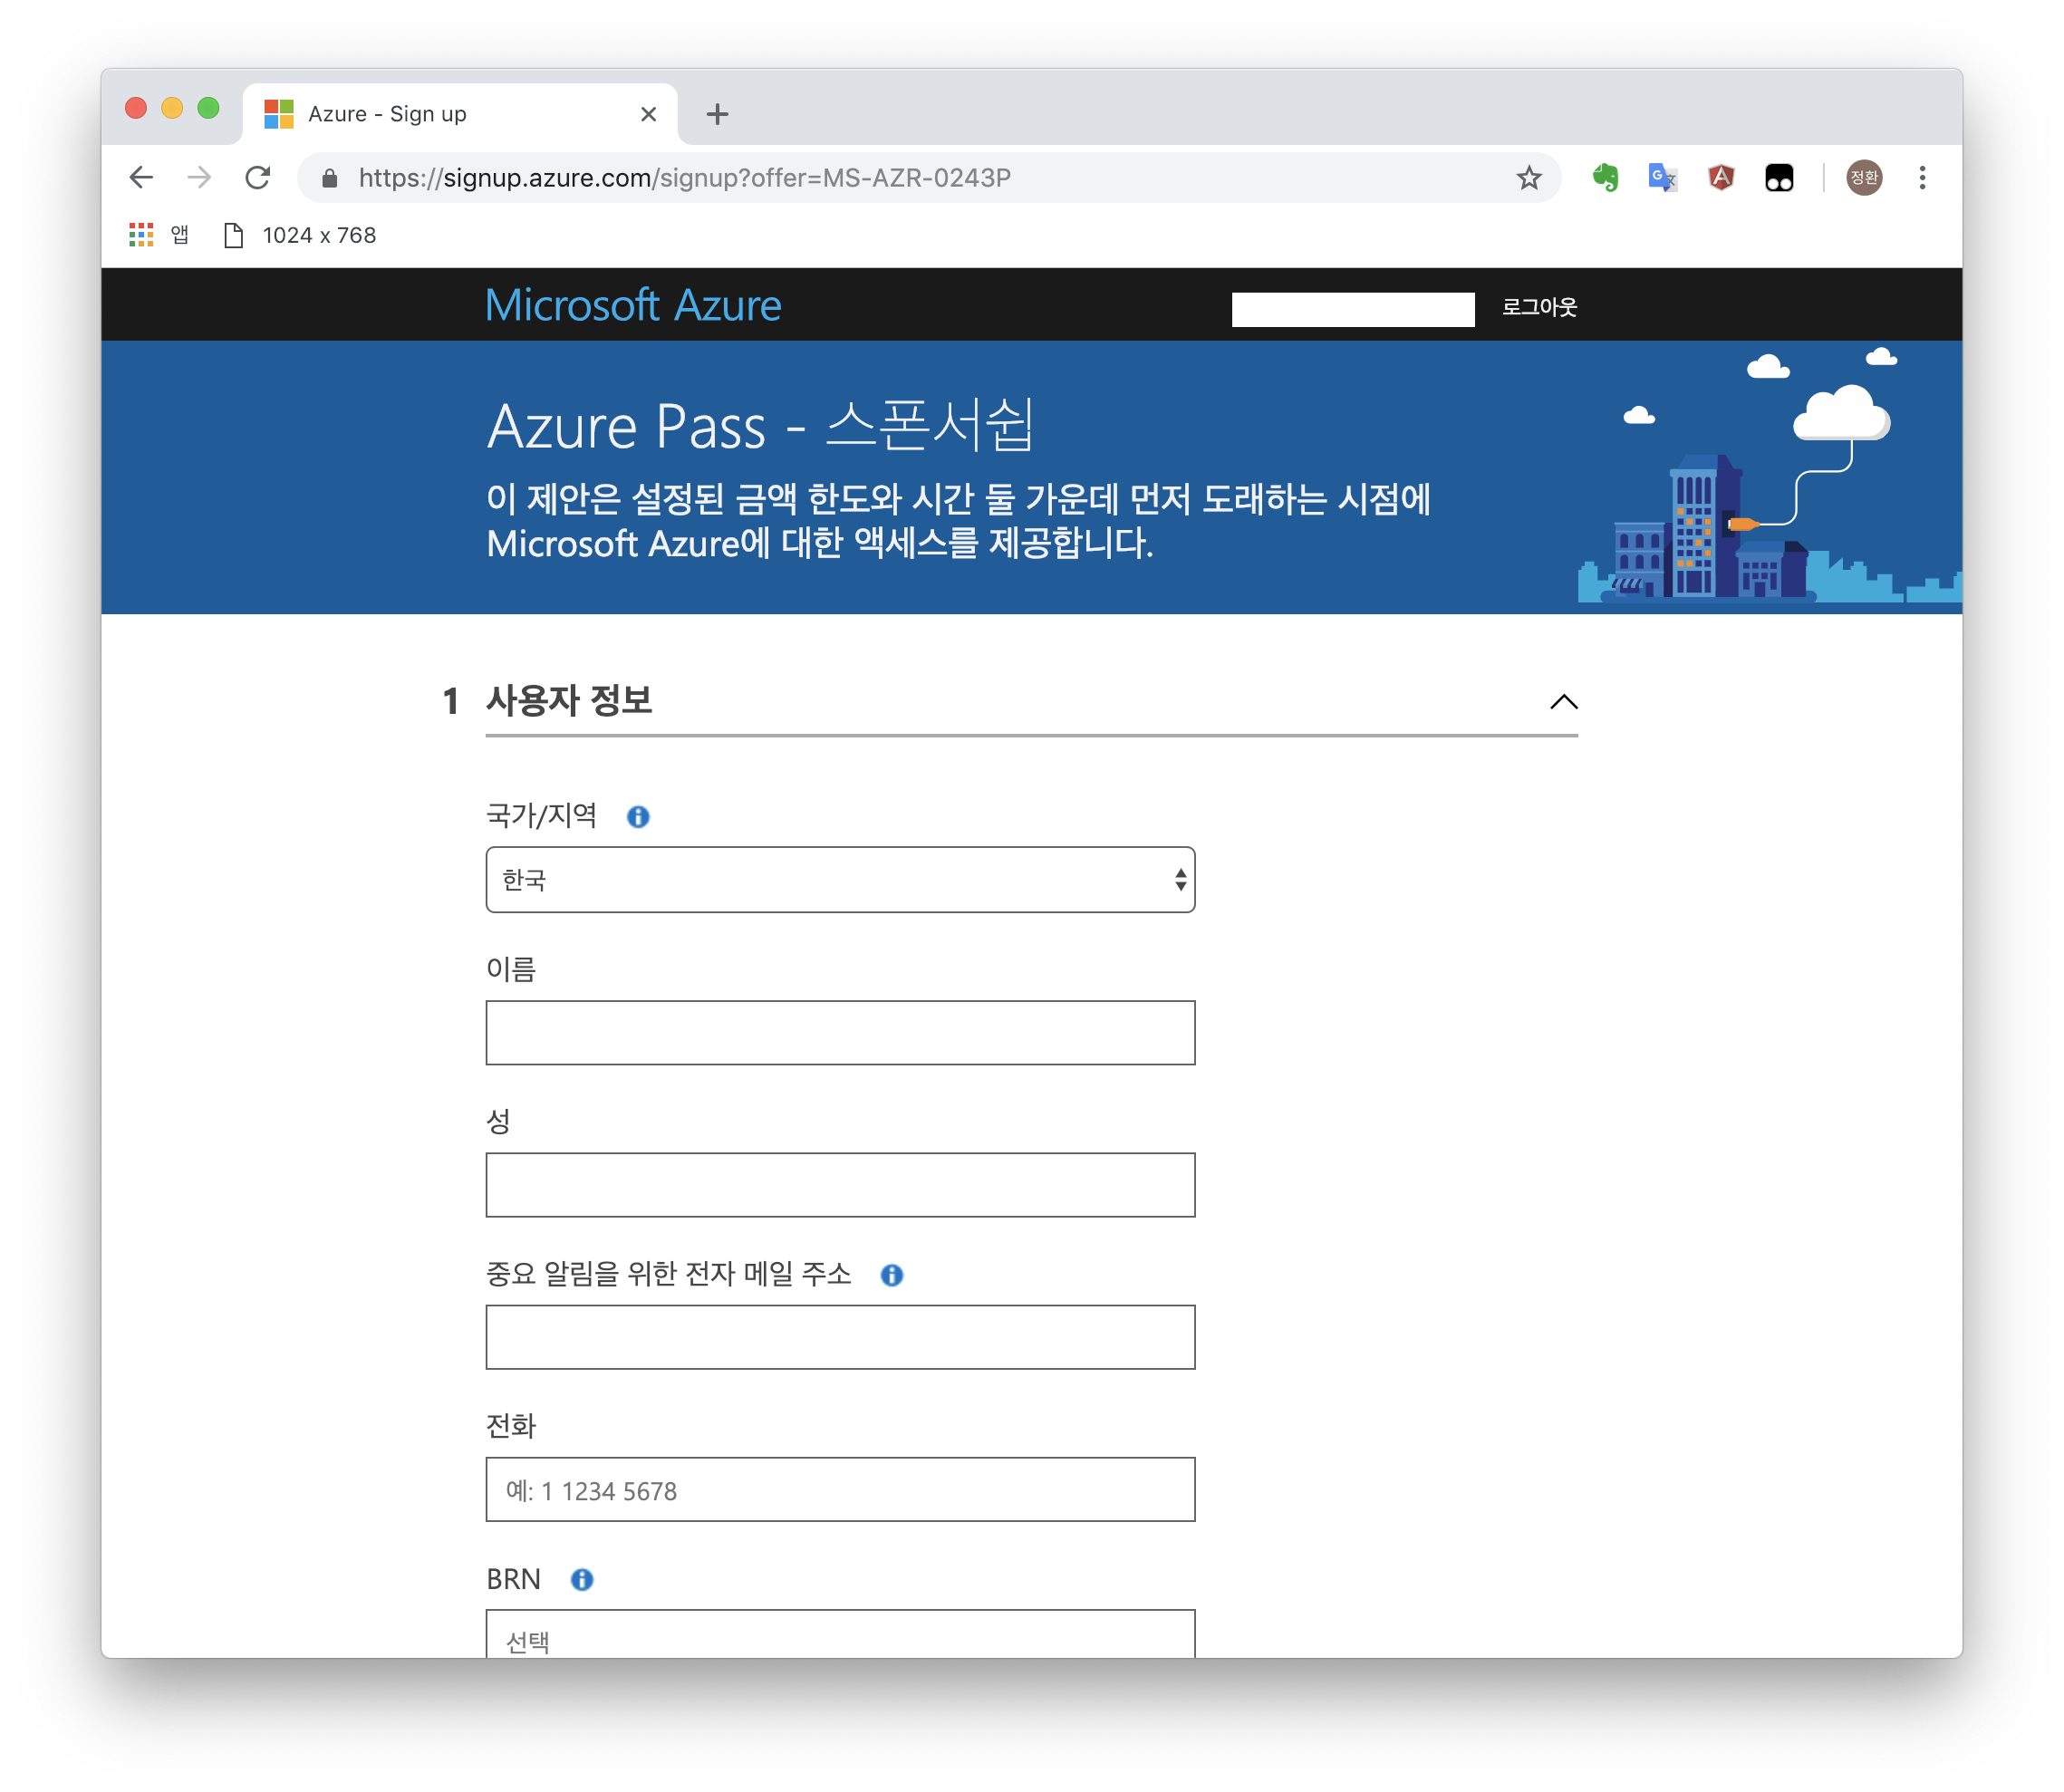 Azure - Sign up
https://signup.azure.com/signup?offer=MS-AZR-0243P
정환
앱
1024 x 768
Microsoft Azure
로그아웃
Azure Pass - 스폰서쉽
이 제안은 설정된 금액 한도와 시간 둘 가운데 먼저 도래하는 시점에
Microsoft Azure에 대한 액세스를 제공합니다.
1 사용자 정보
국가/지역
한국
이름
성
중요 알림을 위한 전자 메일 주소
전화
예: 1 1234 5678
BRN
선택